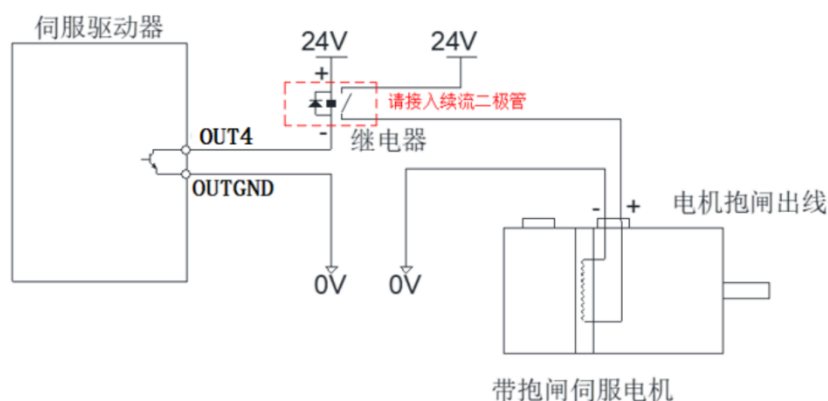 伺服驱动器
24V
24V
+
请接入续流二极管
-
OUT4
继电器
OUTGND
- +
电机抱闸出线
0V
0V
带抱闸伺服电机